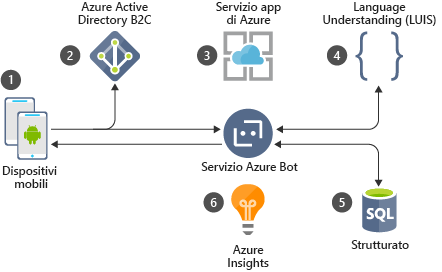 Azure Active
Directory B2C
2
Servizio app
di Azure
3
Language
Understanding (LUIS)
4
1
Dispositivi
mobili
Servizio Azure Bot
6
Azure
Insights
5
SQL
Strutturato